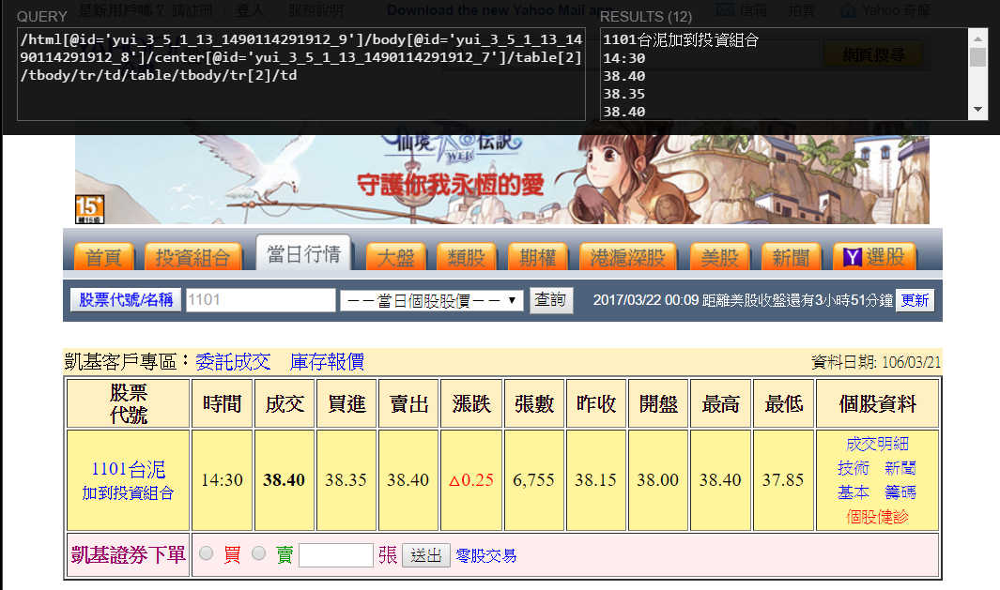 是新用戶嗎？ 請註冊 登入 服務說明 Download the new Yahoo Mail app 信箱 拍賣 Yahoo 奇摩
QUERY
RESULTS (12)
/html[@id='yui_3_5_1_13_1490114291912_9']/body[@id='yui_3_5_1_13_14
90114291912_8']/center[@id='yui_3_5_1_13_1490114291912_7']/table[2]
/tbody/tr/td/table/tbody/tr[2]/td
1101台泥加到投資組合
14:30
38.40
38.35
38.40
網頁搜尋
仙境 伝説
WEB
守護你我永恆的愛
15+
輔15級
首頁 投資組合 當日行情 大盤 類股 期權 港滬深股 美股 新聞 Y 選股
股票代號/名稱 1101 －－當日個股股價－－ 查詢 2017/03/22 00:09 距離美股收盤還有3小時51分鐘 更新
凱基客戶專區： 委託成交 庫存報價 資料日期: 106/03/21
股票
代號 時間 成交 買進 賣出 漲跌 張數 昨收 開盤 最高 最低 個股資料
1101台泥
加到投資組合 14:30 38.40 38.35 38.40 △0.25 6,755 38.15 38.00 38.40 37.85
成交明細
技術 新聞
基本 籌碼
個股健診
凱基證券下單 買 賣 張 送出 零股交易